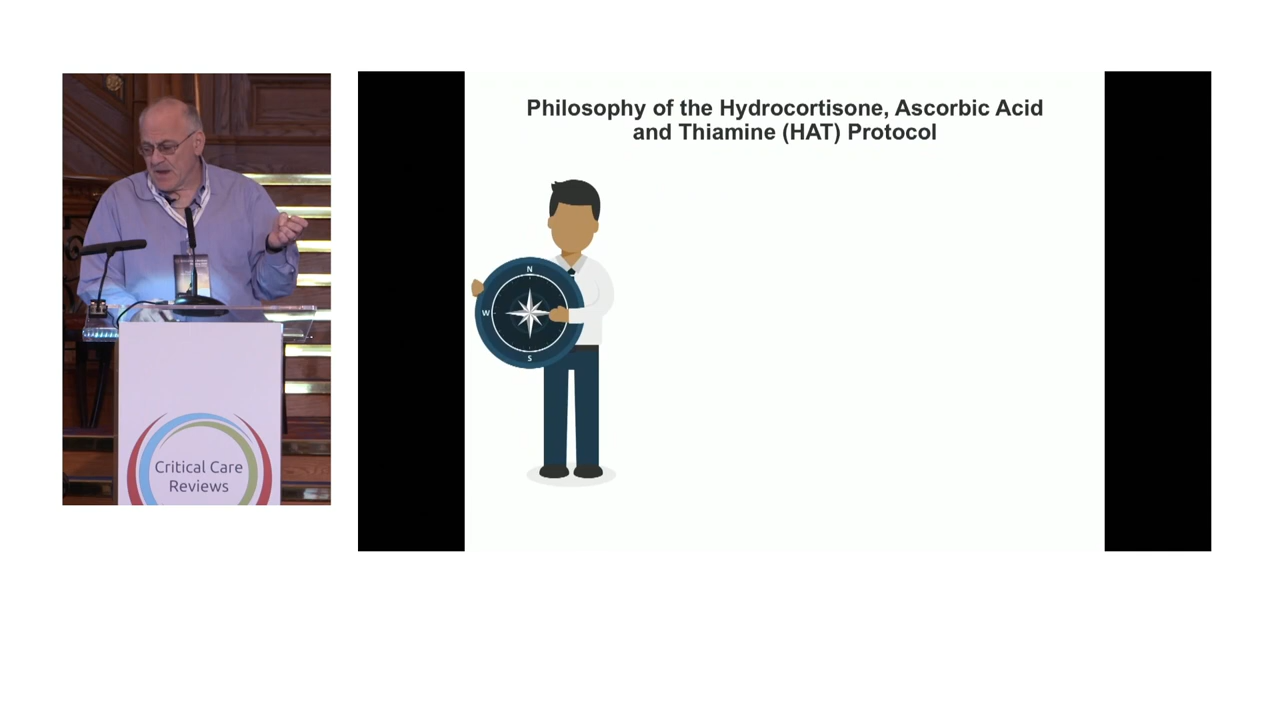 Philosophy of the Hydrocortisone, Ascorbic Acid
and Thiamine (HAT) Protocol
N
W
S
Critical Care
Reviews